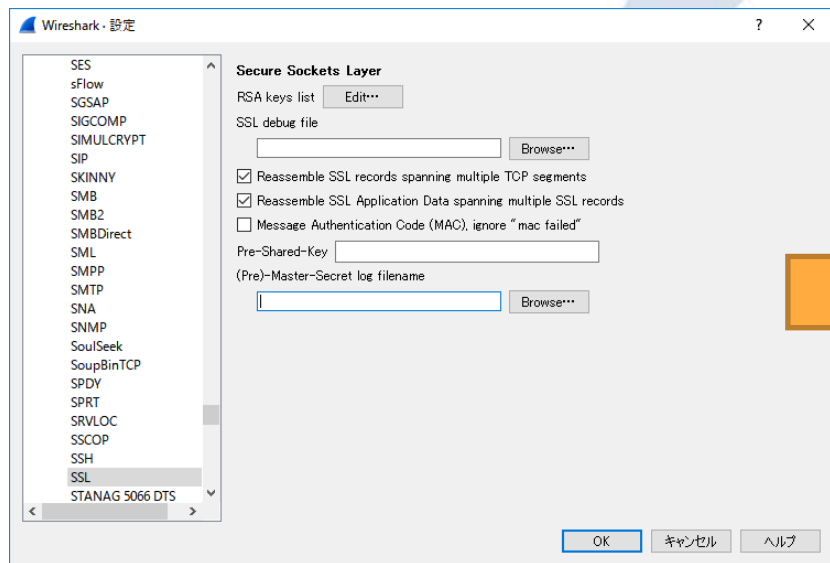 Wireshark · 設定
SES
sFlow
SGSAP
SIGCOMP
SIMULCRYPT
SIP
SKINNY
SMB
SMB2
SMBDirect
SML
SMPP
SMTP
SNA
SNMP
SoulSeek
SoupBinTCP
SPDY
SPRT
SRVLOC
SSCOP
SSH
SSL
STANAG 5066 DTS
Secure Sockets Layer
RSA keys list Edit…
SSL debug file
Browse…
Reassemble SSL records spanning multiple TCP segments
Reassemble SSL Application Data spanning multiple SSL records
Message Authentication Code (MAC), ignore "mac failed"
Pre-Shared-Key
(Pre)-Master-Secret log filename
Browse…
OK キャンセル ヘルプ